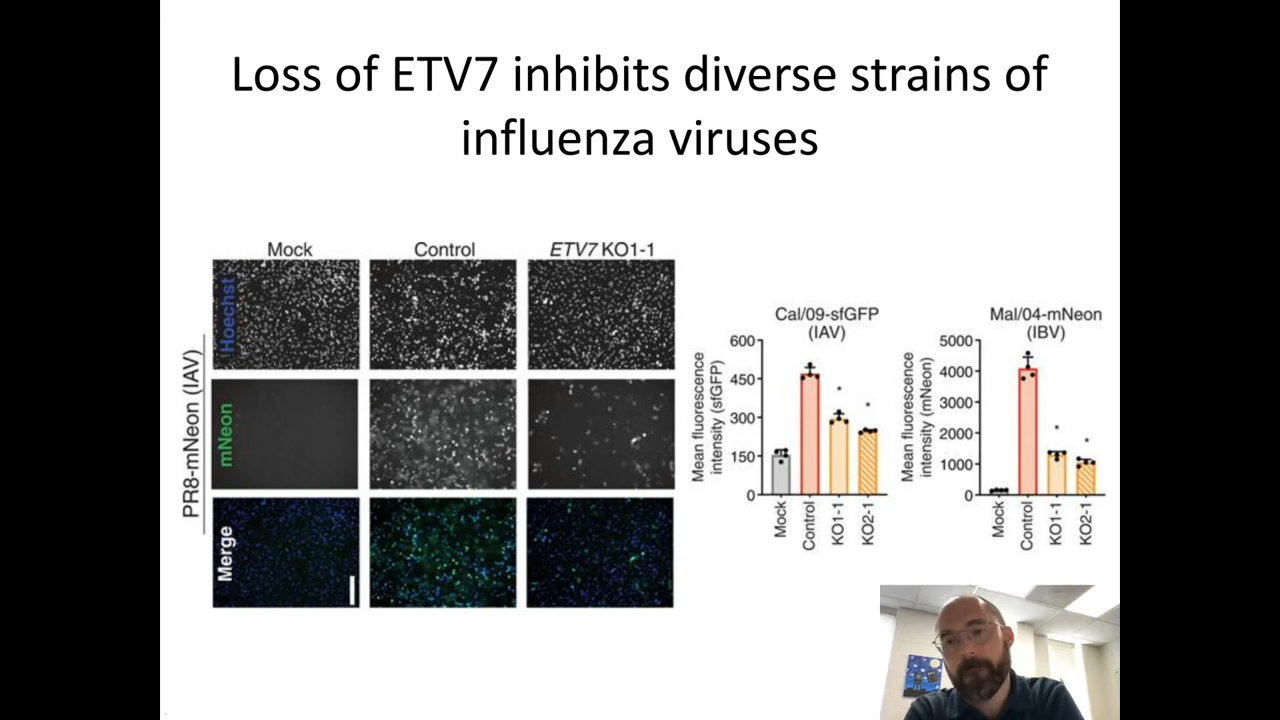 Loss of ETV7 inhibits diverse strains of
influenza viruses
Mock
Control
ETV7 KO1-1
PR8-mNeon (IAV)
Hoechst
mNeon
Merge
Cal/09-sfGFP
(IAV)
Mean fluorescence
intensity (sfGFP)
600
450
300
150
0
*
*
Mock
Control
KO1-1
KO2-1
Mal/04-mNeon
(IBV)
Mean fluorescence
intensity (mNeon)
5000
4000
3000
2000
1000
0
*
*
Mock
Control
KO1-1
KO2-1